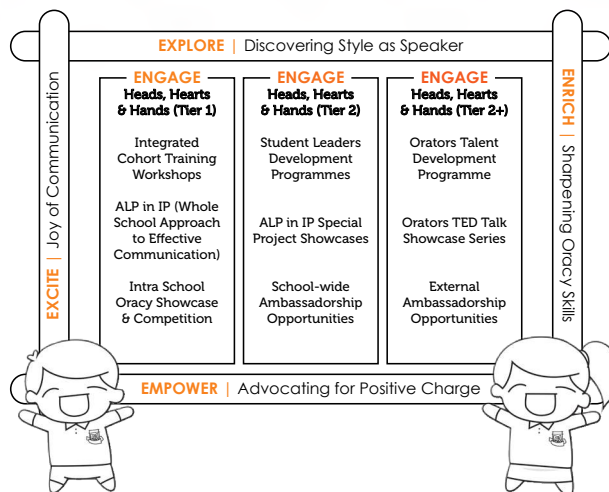 EXPLORE | Discovering Style as Speaker
EXCITE | Joy of Communication
ENGAGE
Heads, Hearts
& Hands (Tier 1)
Integrated
Cohort Training
Workshops
ALP in IP (Whole
School Approach
to Effective
Communication)
Intra School
Oracy Showcase
& Competition
ENGAGE
Heads, Hearts
& Hands (Tier 2)
Student Leaders
Development
Programmes
ALP in IP Special
Project Showcases
School-wide
Ambassadorship
Opportunities
ENGAGE
Heads, Hearts
& Hands (Tier 2+)
Orators Talent
Development
Programme
Orators TED Talk
Showcase Series
External
Ambassadorship
Opportunities
ENRICH | Sharpening Oracy Skills
EMPOWER | Advocating for Positive Charge